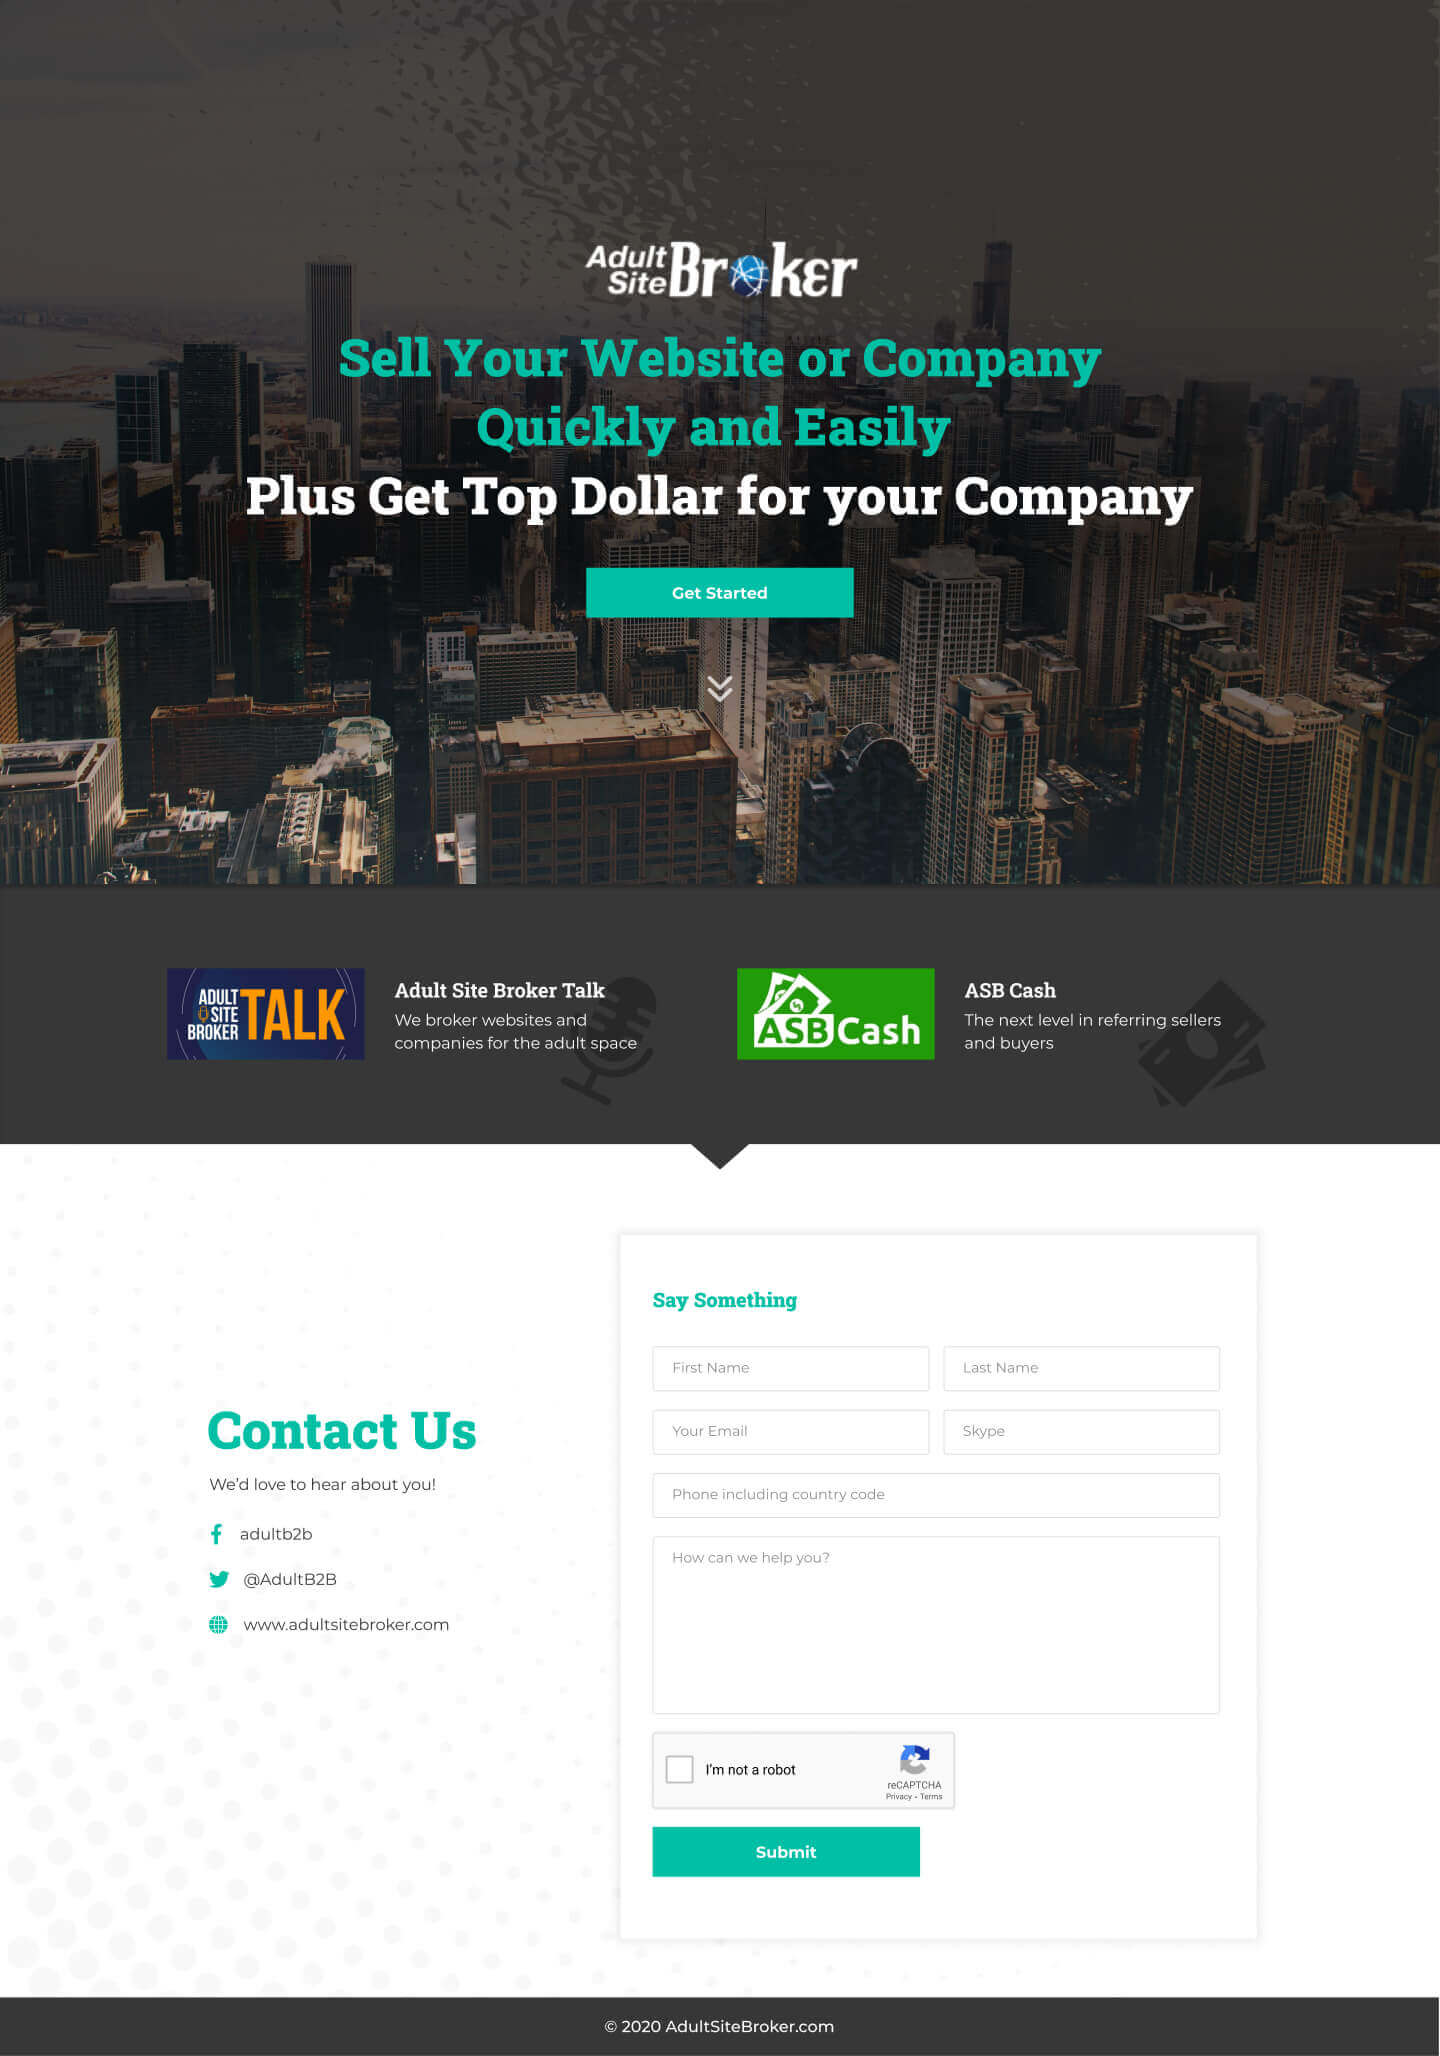 Adult
Site Broker
Sell Your Website or Company
Quickly and Easily
Plus Get Top Dollar for your Company
Get Started
ADULT
SITE
BROKER TALK
Adult Site Broker Talk
We broker websites and
companies for the adult space
ASB Cash
ASB Cash
The next level in referring sellers
and buyers
Contact Us
We'd love to hear about you!
adultb2b
@AdultB2B
www.adultsitebroker.com
Say Something
First Name
Last Name
Your Email
Skype
Phone including country code
How can we help you?
I'm not a robot
reCAPTCHA
Privacy - Terms
Submit
© 2020 AdultSiteBroker.com